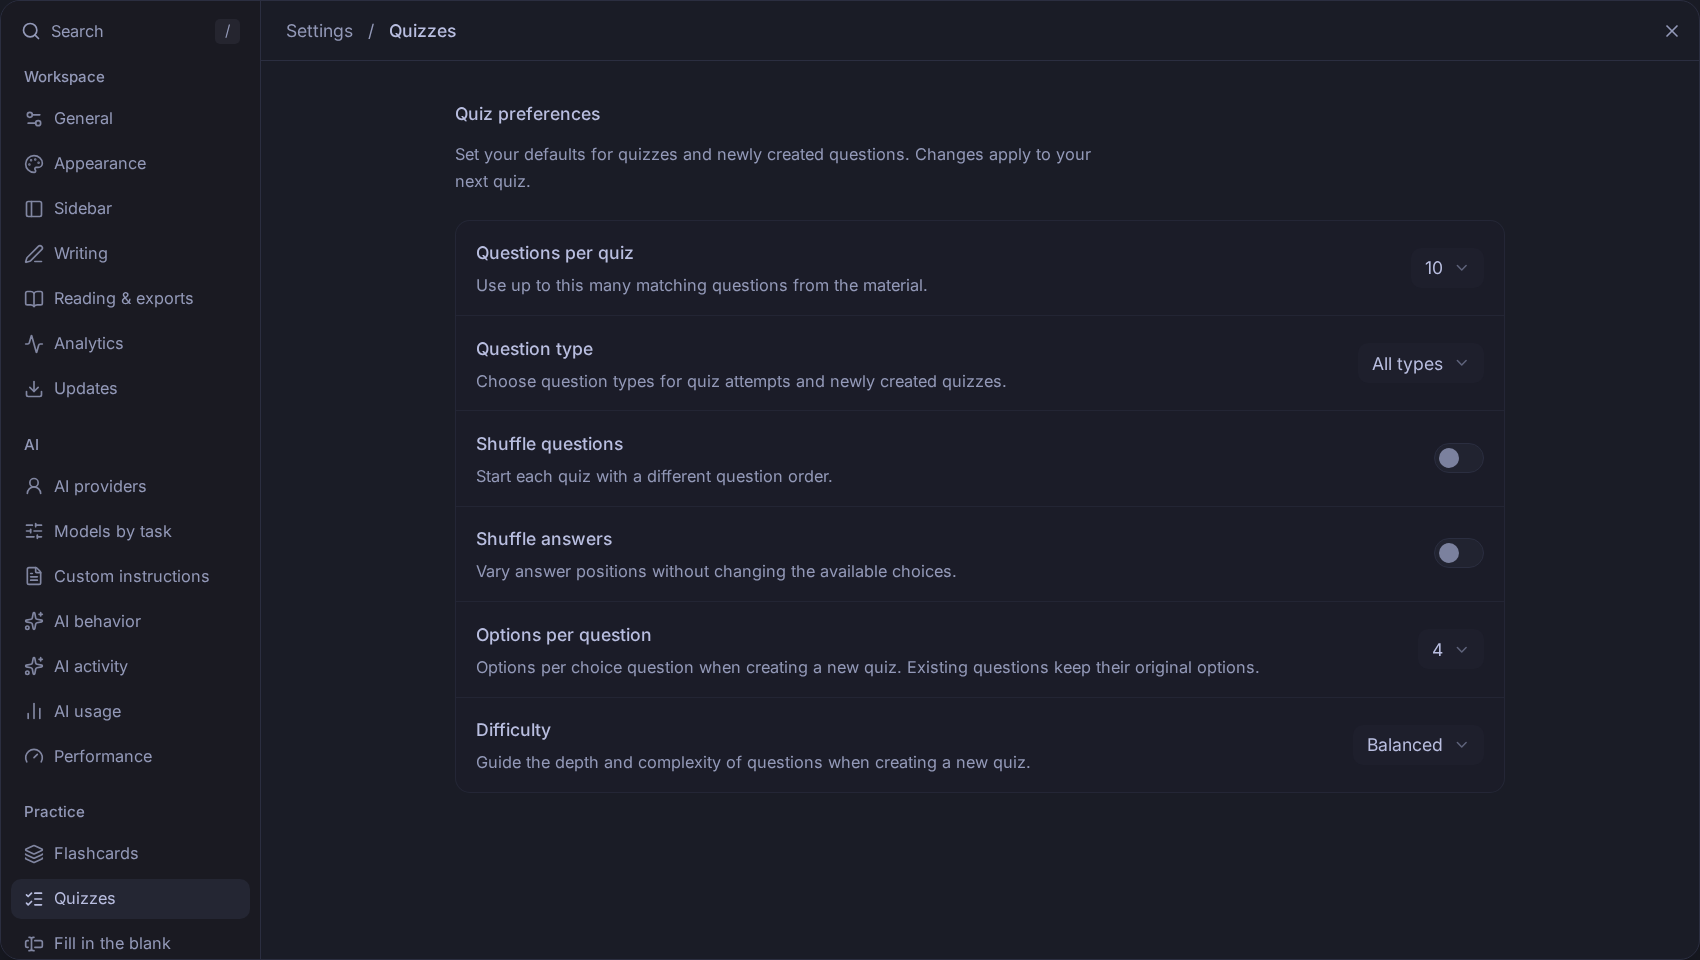 Search
/
Workspace
General
Appearance
Sidebar
Writing
Reading & exports
Analytics
Updates
AI
AI providers
Models by task
Custom instructions
AI behavior
AI activity
AI usage
Performance
Practice
Flashcards
Quizzes
Fill in the blank
Settings / Quizzes
Quiz preferences
Set your defaults for quizzes and newly created questions. Changes apply to your
next quiz.
Questions per quiz
Use up to this many matching questions from the material.
10
Question type
Choose question types for quiz attempts and newly created quizzes.
All types
Shuffle questions
Start each quiz with a different question order.
Shuffle answers
Vary answer positions without changing the available choices.
Options per question
Options per choice question when creating a new quiz. Existing questions keep their original options.
4
Difficulty
Guide the depth and complexity of questions when creating a new quiz.
Balanced